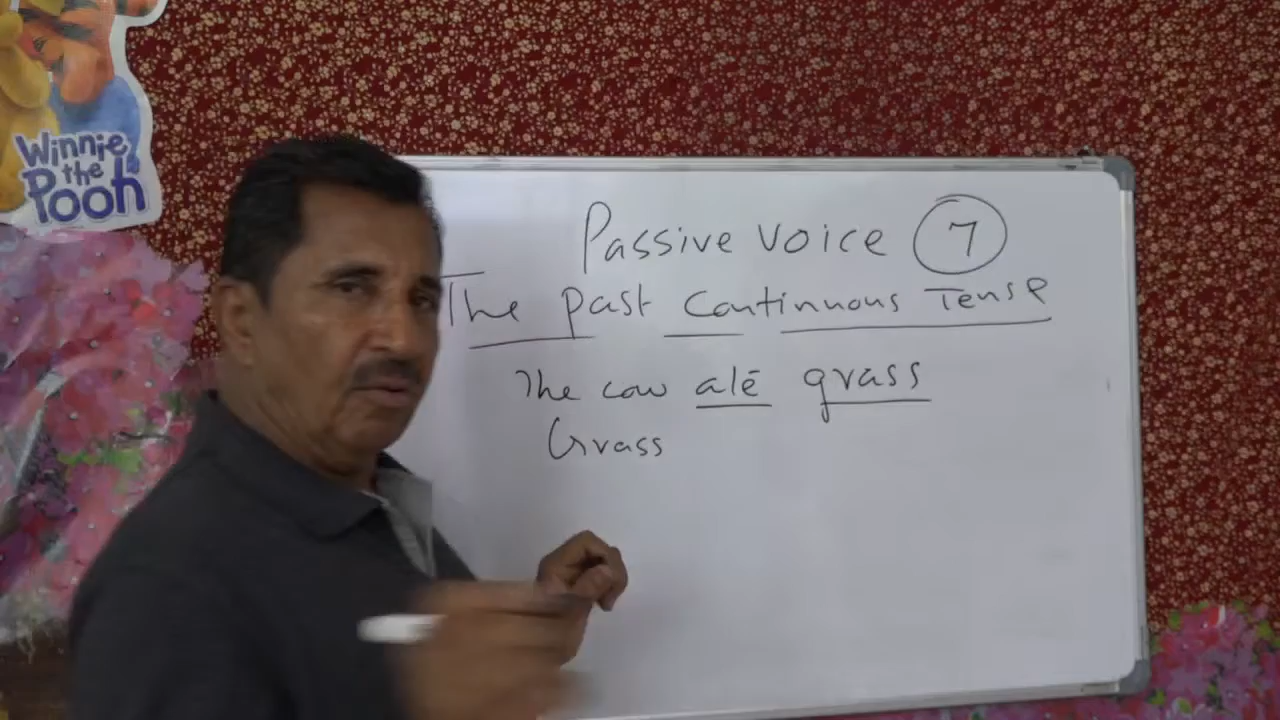 Winnie
the
Pooh
Passive Voice 7
The past Continuous Tense
The cow ate grass
Grass